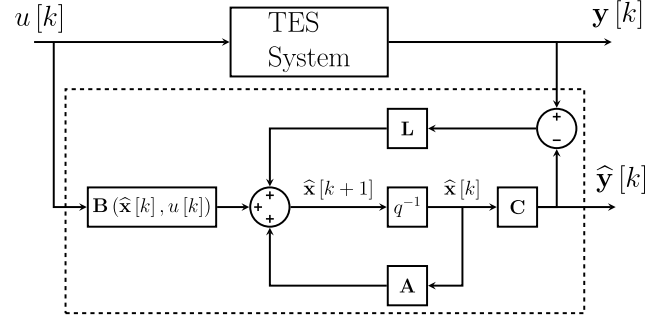 u [k]
TES
System
y [k]
+
−
L
B (x̂ [k] , u [k])
+
+
+
x̂ [k + 1]
q⁻¹
x̂ [k]
C
ŷ [k]
A